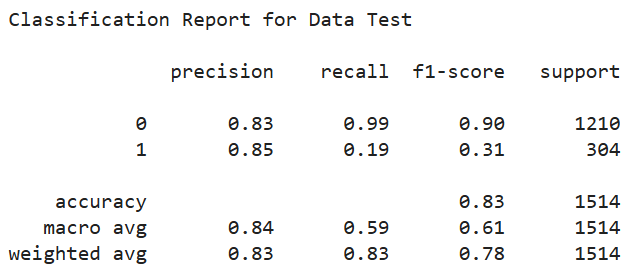 Classification Report for Data Test
precision recall f1-score support
0 0.83 0.99 0.90 1210
1 0.85 0.19 0.31 304
accuracy 0.83 1514
macro avg 0.84 0.59 0.61 1514
weighted avg 0.83 0.83 0.78 1514